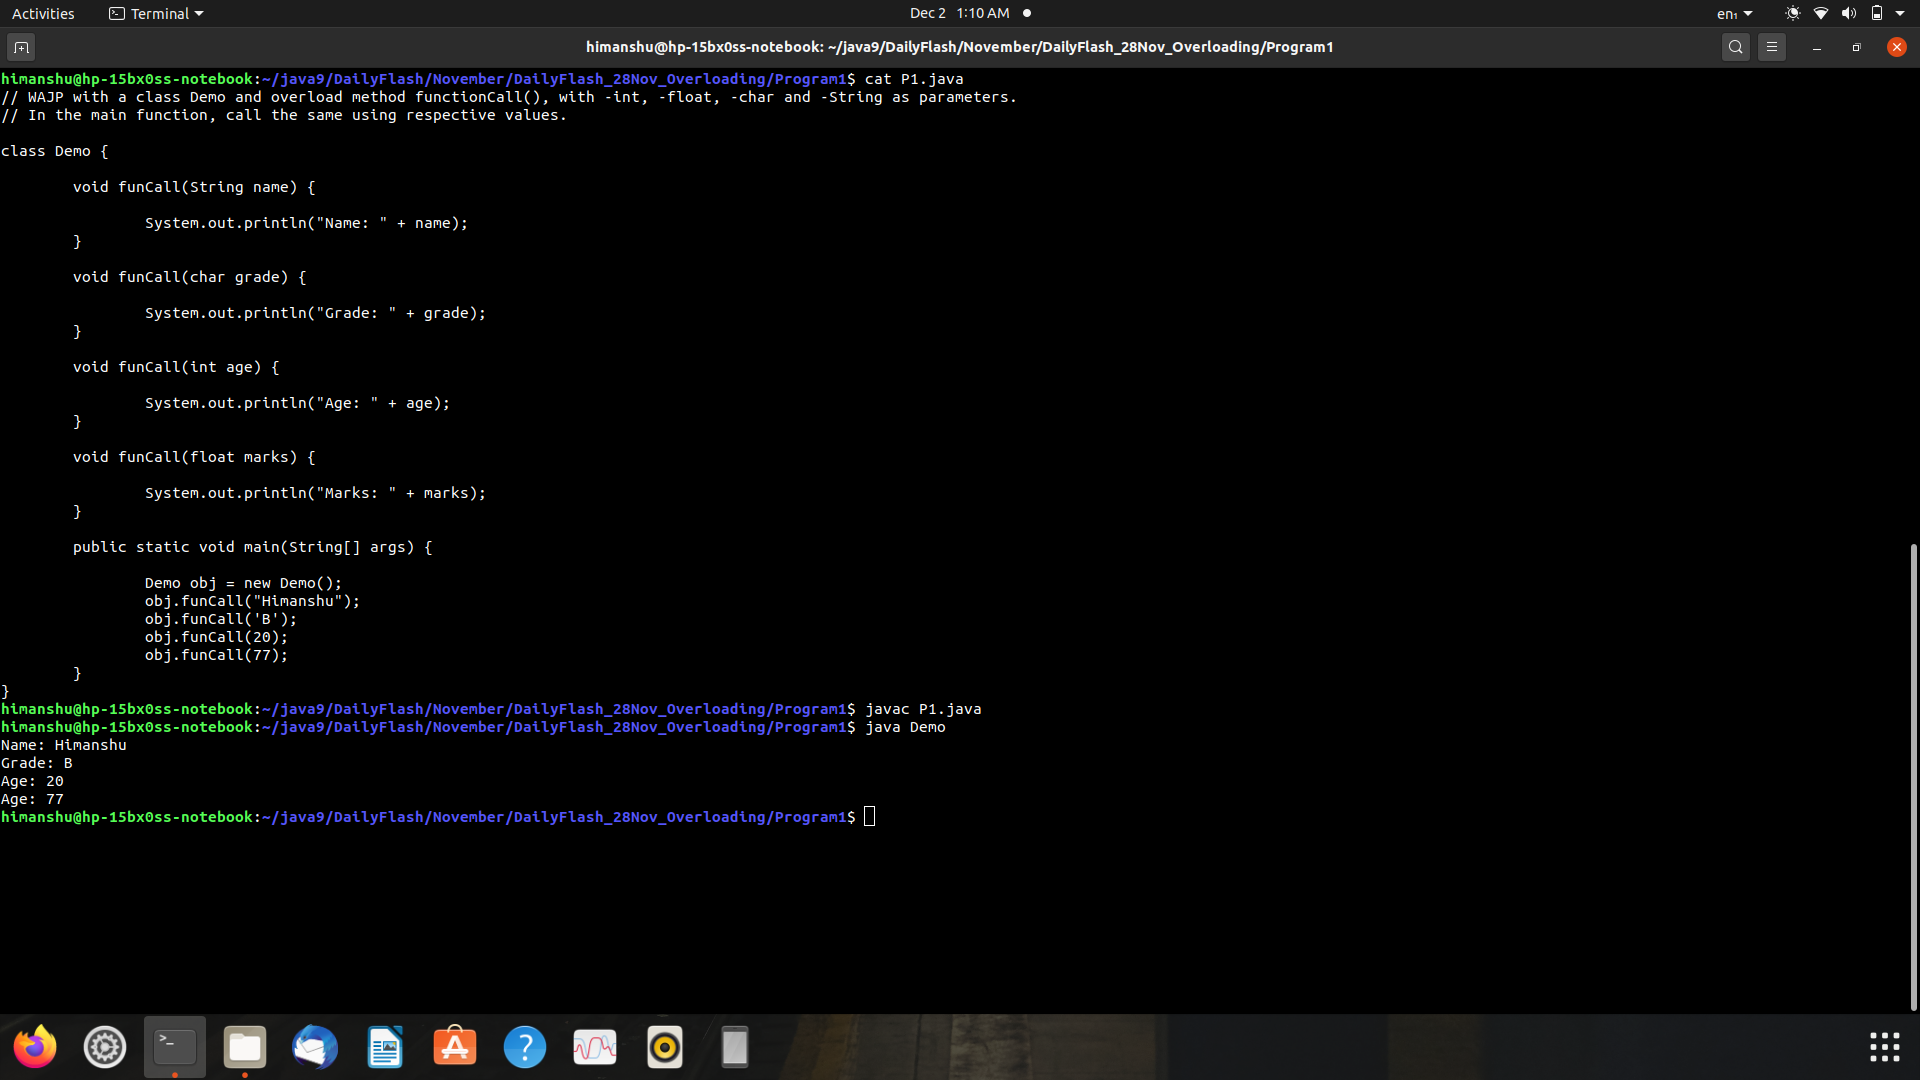 Activities Terminal Dec 2 1:10 AM en₁
himanshu@hp-15bx0ss-notebook: ~/java9/DailyFlash/November/DailyFlash_28Nov_Overloading/Program1
himanshu@hp-15bx0ss-notebook:~/java9/DailyFlash/November/DailyFlash_28Nov_Overloading/Program1$ cat P1.java
// WAJP with a class Demo and overload method functionCall(), with -int, -float, -char and -String as parameters.
// In the main function, call the same using respective values.
class Demo {
void funCall(String name) {
System.out.println("Name: " + name);
}
void funCall(char grade) {
System.out.println("Grade: " + grade);
}
void funCall(int age) {
System.out.println("Age: " + age);
}
void funCall(float marks) {
System.out.println("Marks: " + marks);
}
public static void main(String[] args) {
Demo obj = new Demo();
obj.funCall("Himanshu");
obj.funCall('B');
obj.funCall(20);
obj.funCall(77);
}
}
himanshu@hp-15bx0ss-notebook:~/java9/DailyFlash/November/DailyFlash_28Nov_Overloading/Program1$ javac P1.java
himanshu@hp-15bx0ss-notebook:~/java9/DailyFlash/November/DailyFlash_28Nov_Overloading/Program1$ java Demo
Name: Himanshu
Grade: B
Age: 20
Age: 77
himanshu@hp-15bx0ss-notebook:~/java9/DailyFlash/November/DailyFlash_28Nov_Overloading/Program1$